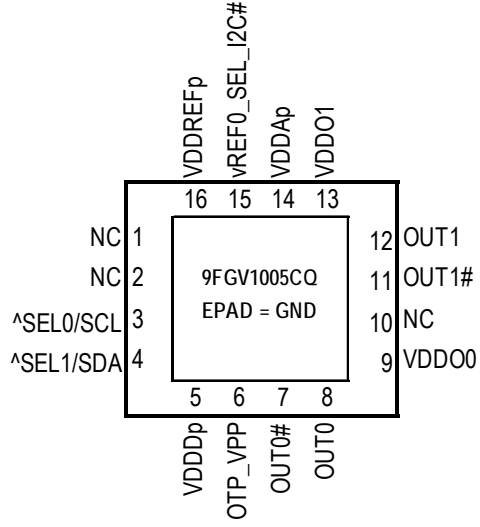 VDDREFp
vREF0_SEL_I2C#
VDDAp
VDDO1
16 15 14 13
NC 1
NC 2
^SEL0/SCL 3
^SEL1/SDA 4
9FGV1005CQ
EPAD = GND
12 OUT1
11 OUT1#
10 NC
9 VDDO0
5 6 7 8
VDDDp
OTP_VPP
OUT0#
OUT0